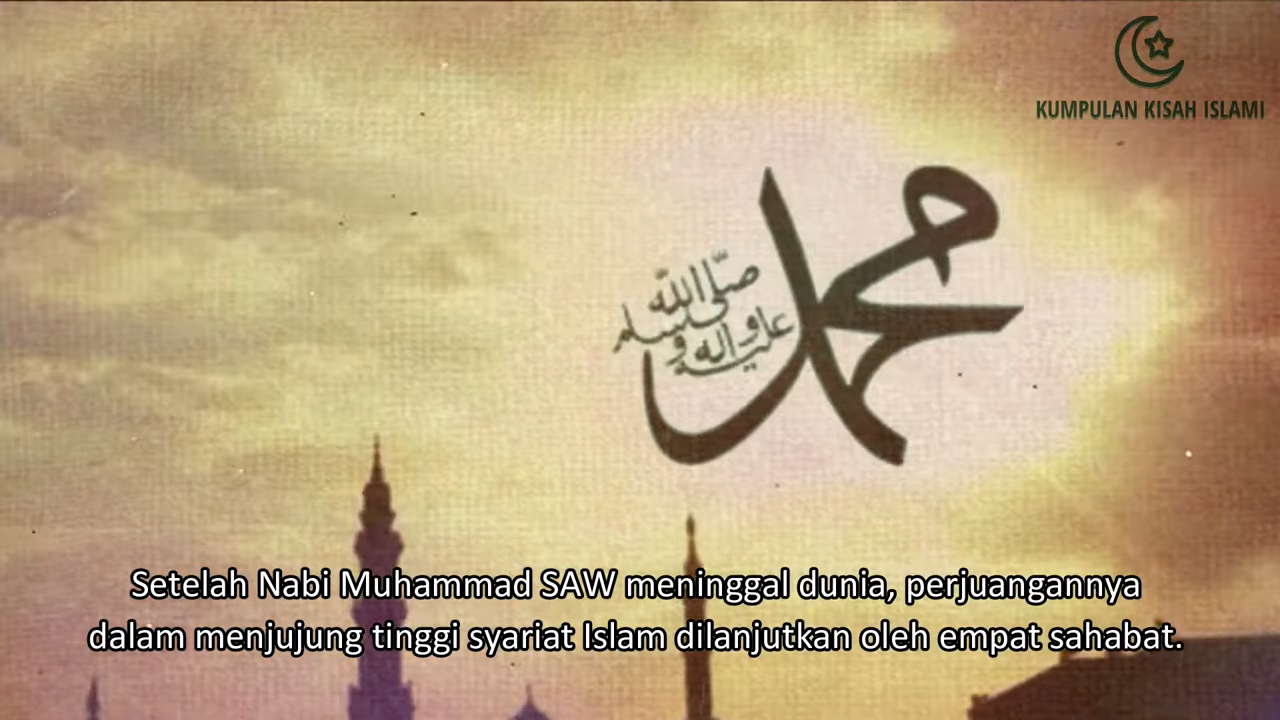 KUMPULAN KISAH ISLAMI
محمد
صلى الله
عليه واله
وسلم
Setelah Nabi Muhammad SAW meninggal dunia, perjuangannya
dalam menjujung tinggi syariat Islam dilanjutkan oleh empat sahabat.